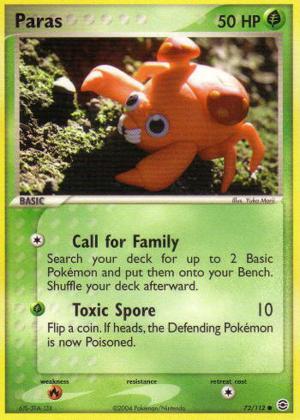 Paras
50 HP
BASIC
Illus. Yuka Morii
Call for Family
Search your deck for up to 2 Basic
Pokémon and put them onto your Bench.
Shuffle your deck afterward.
Toxic Spore 10
Flip a coin. If heads, the Defending Pokémon
is now Poisoned.
weakness resistance retreat cost
©2004 Pokémon/Nintendo
72/112